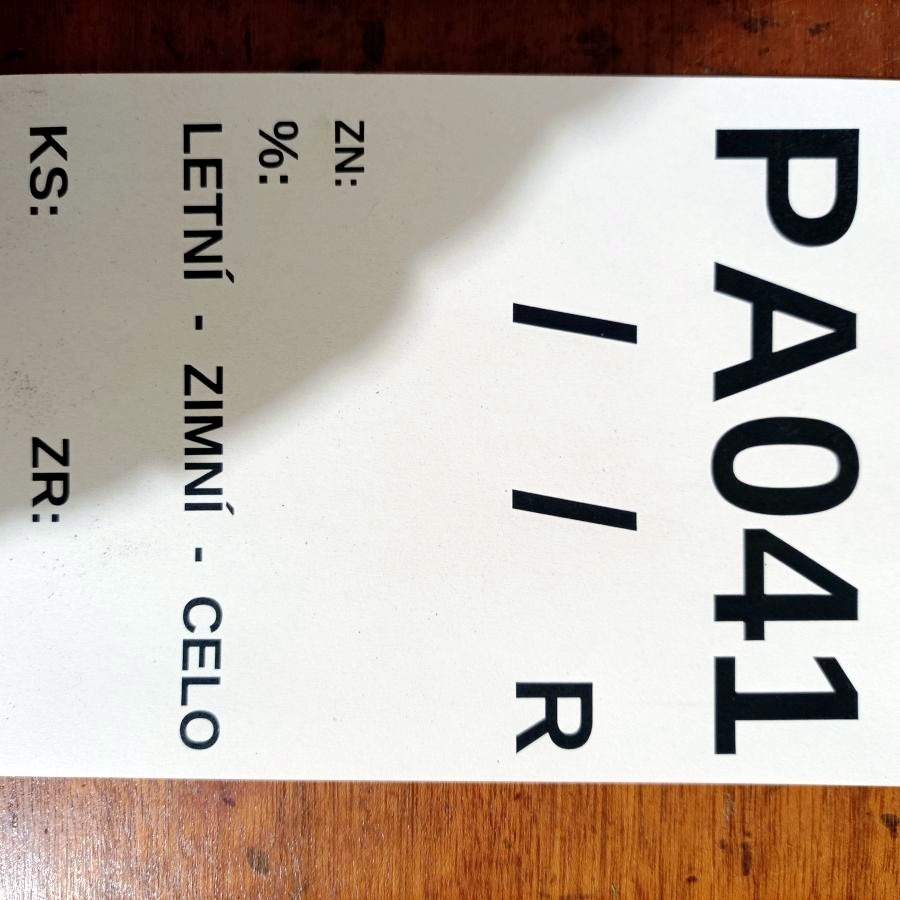 PA041
/ / R
ZN:
%:
LETNÍ - ZIMNÍ - CELO
KS: ZR: